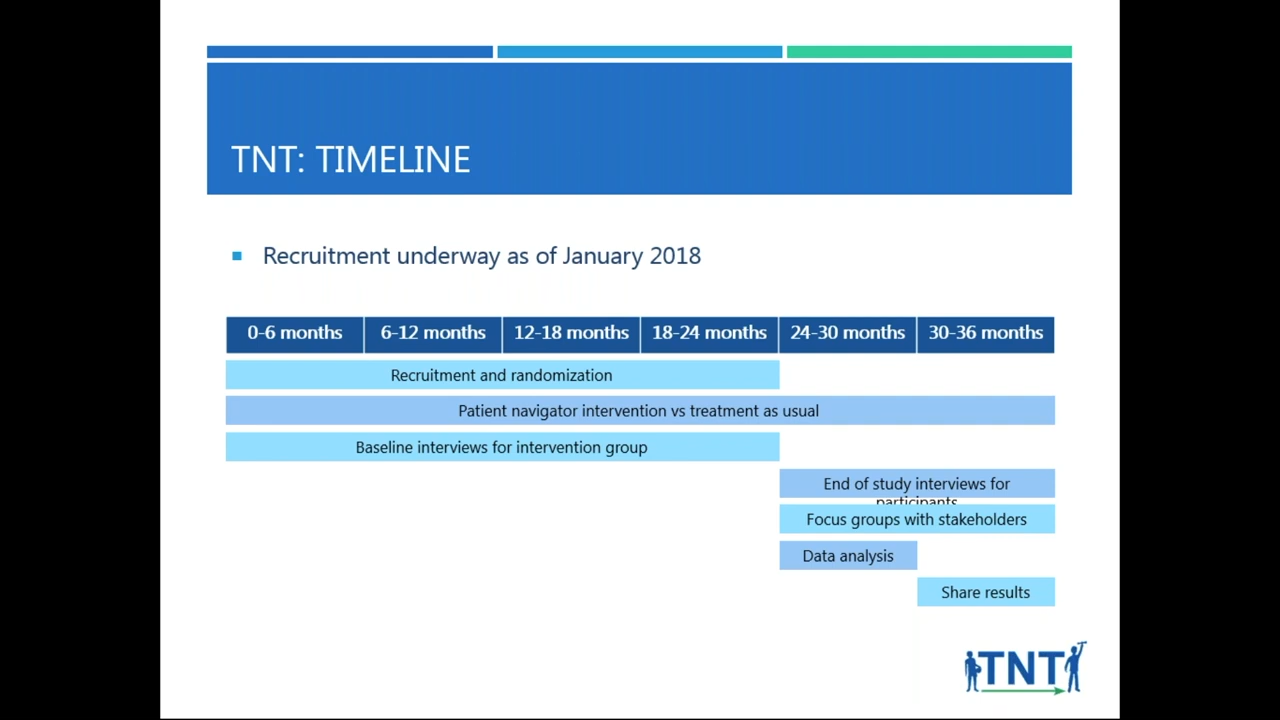 TNT: TIMELINE
Recruitment underway as of January 2018
0-6 months 6-12 months 12-18 months 18-24 months 24-30 months 30-36 months
Recruitment and randomization
Patient navigator intervention vs treatment as usual
Baseline interviews for intervention group
End of study interviews for
participants
Focus groups with stakeholders
Data analysis
Share results
TNT